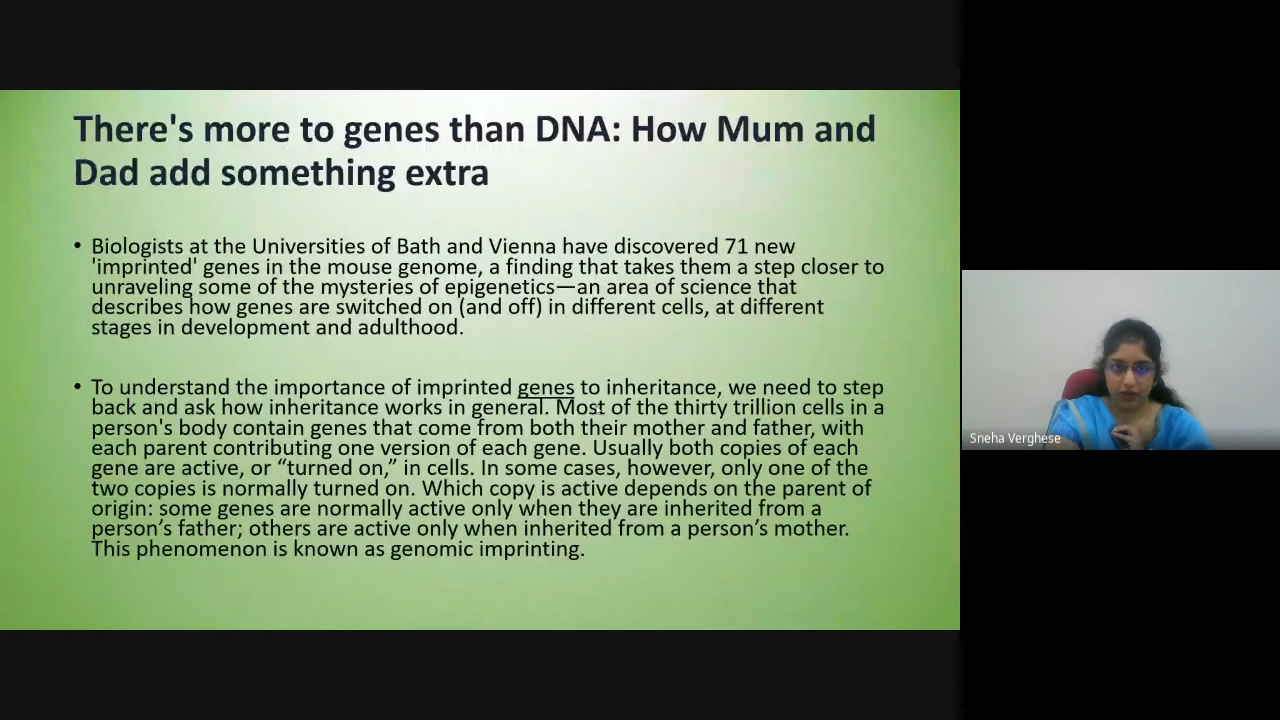 There's more to genes than DNA: How Mum and
Dad add something extra
• Biologists at the Universities of Bath and Vienna have discovered 71 new
'imprinted' genes in the mouse genome, a finding that takes them a step closer to
unraveling some of the mysteries of epigenetics—an area of science that
describes how genes are switched on (and off) in different cells, at different
stages in development and adulthood.
• To understand the importance of imprinted genes to inheritance, we need to step
back and ask how inheritance works in general. Most of the thirty trillion cells in a
person's body contain genes that come from both their mother and father, with
each parent contributing one version of each gene. Usually both copies of each
gene are active, or “turned on,” in cells. In some cases, however, only one of the
two copies is normally turned on. Which copy is active depends on the parent of
origin: some genes are normally active only when they are inherited from a
person’s father; others are active only when inherited from a person’s mother.
This phenomenon is known as genomic imprinting.
Sneha Verghese